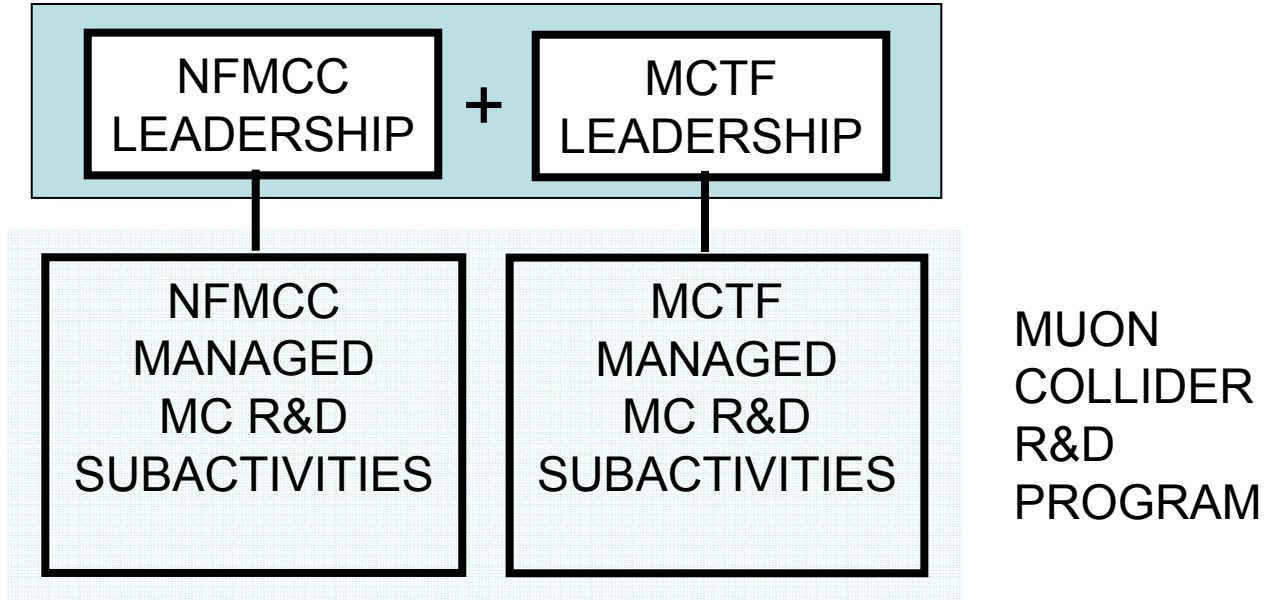 NFMCC
LEADERSHIP
+
MCTF
LEADERSHIP
NFMCC
MANAGED
MC R&D
SUBACTIVITIES
MCTF
MANAGED
MC R&D
SUBACTIVITIES
MUON
COLLIDER
R&D
PROGRAM